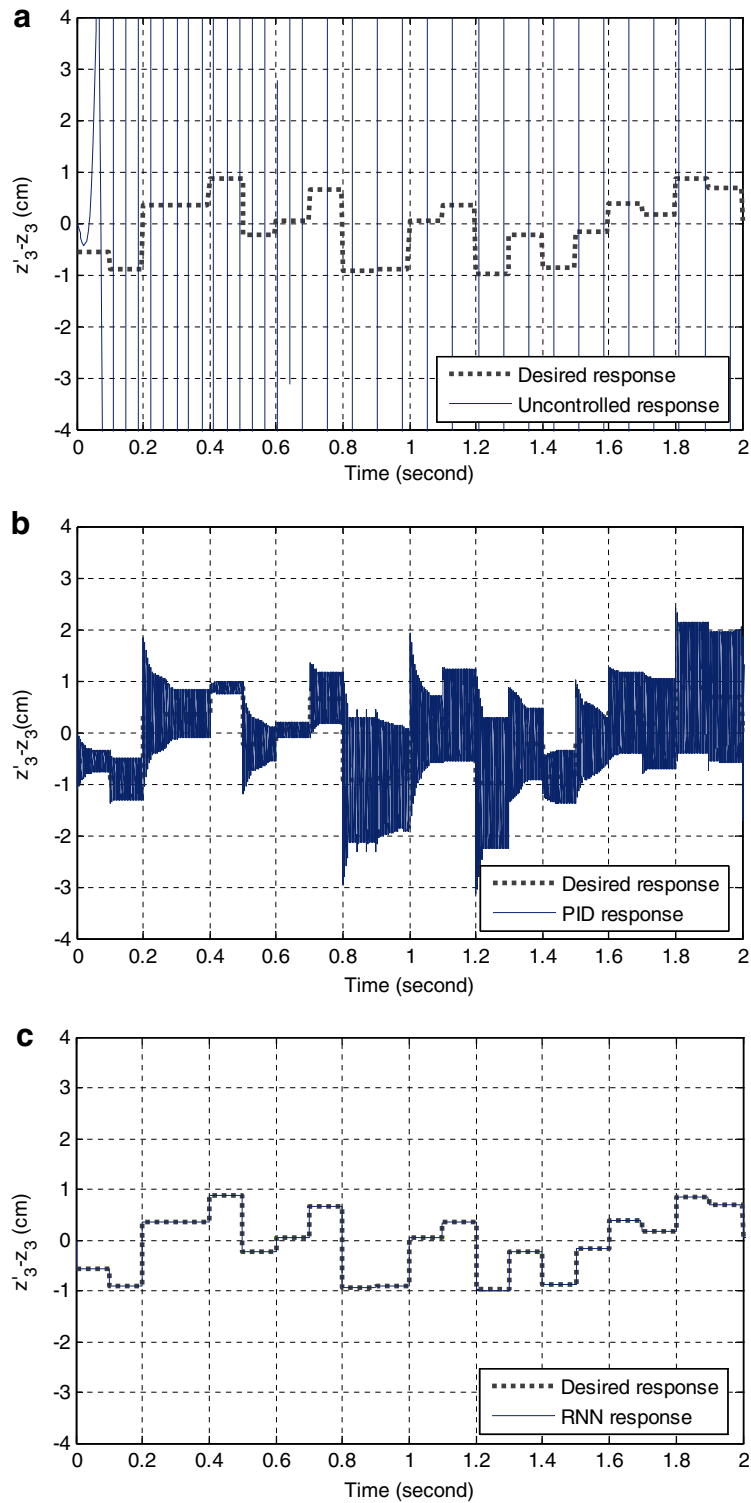 a
4
3
2
1
0
-1
-2
-3
-4
z'3-z3 (cm)
Desired response
Uncontrolled response
0 0.2 0.4 0.6 0.8 1 1.2 1.4 1.6 1.8 2
Time (second)
b
4
3
2
1
0
-1
-2
-3
-4
z'3-z3(cm)
Desired response
PID response
0 0.2 0.4 0.6 0.8 1 1.2 1.4 1.6 1.8 2
Time (second)
c
4
3
2
1
0
-1
-2
-3
-4
z'3-z3 (cm)
Desired response
RNN response
0 0.2 0.4 0.6 0.8 1 1.2 1.4 1.6 1.8 2
Time (second)